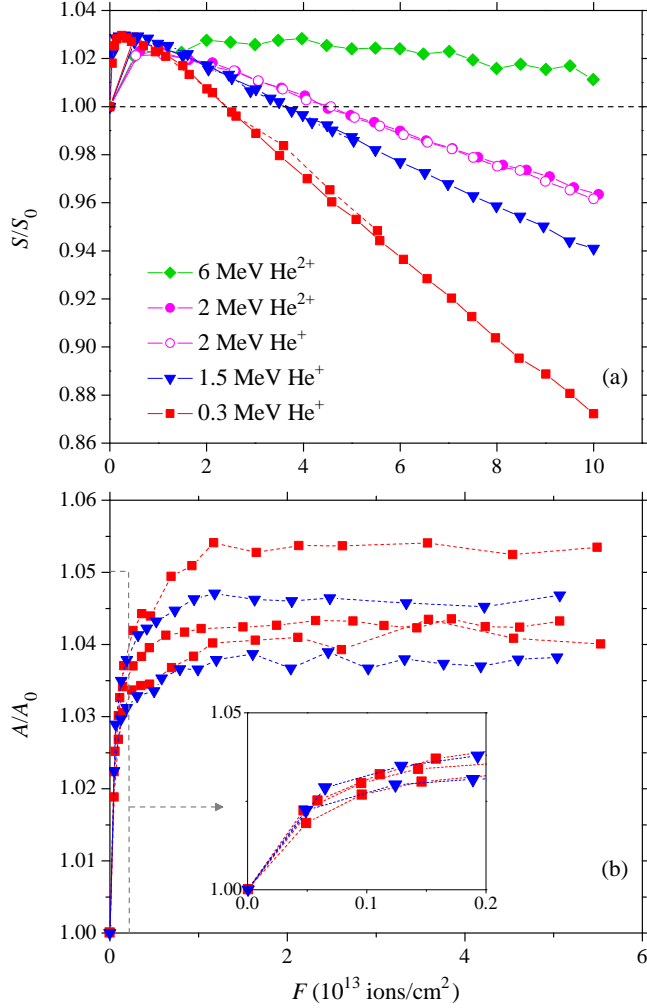 1.04
1.02
1.00
0.98
0.96
0.94
0.92
0.90
0.88
0.86
S/S₀
6 MeV He²⁺
2 MeV He²⁺
2 MeV He⁺
1.5 MeV He⁺
0.3 MeV He⁺
(a)
0 2 4 6 8 10
1.06
1.05
1.04
1.03
1.02
1.01
1.00
A/A₀
1.05
1.00
0.0 0.1 0.2
(b)
0 2 4 6
F (10¹³ ions/cm²)